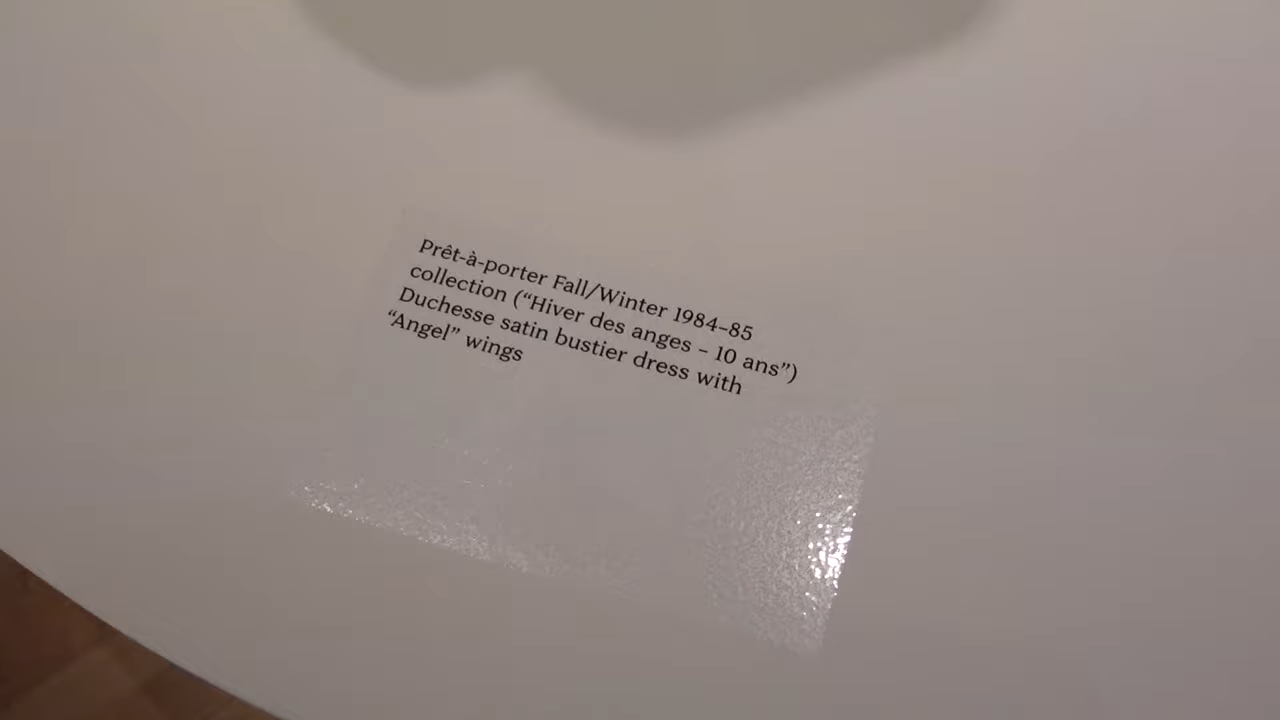 Prêt-à-porter Fall/Winter 1984–85
collection (“Hiver des anges – 10 ans”)
Duchesse satin bustier dress with
“Angel” wings